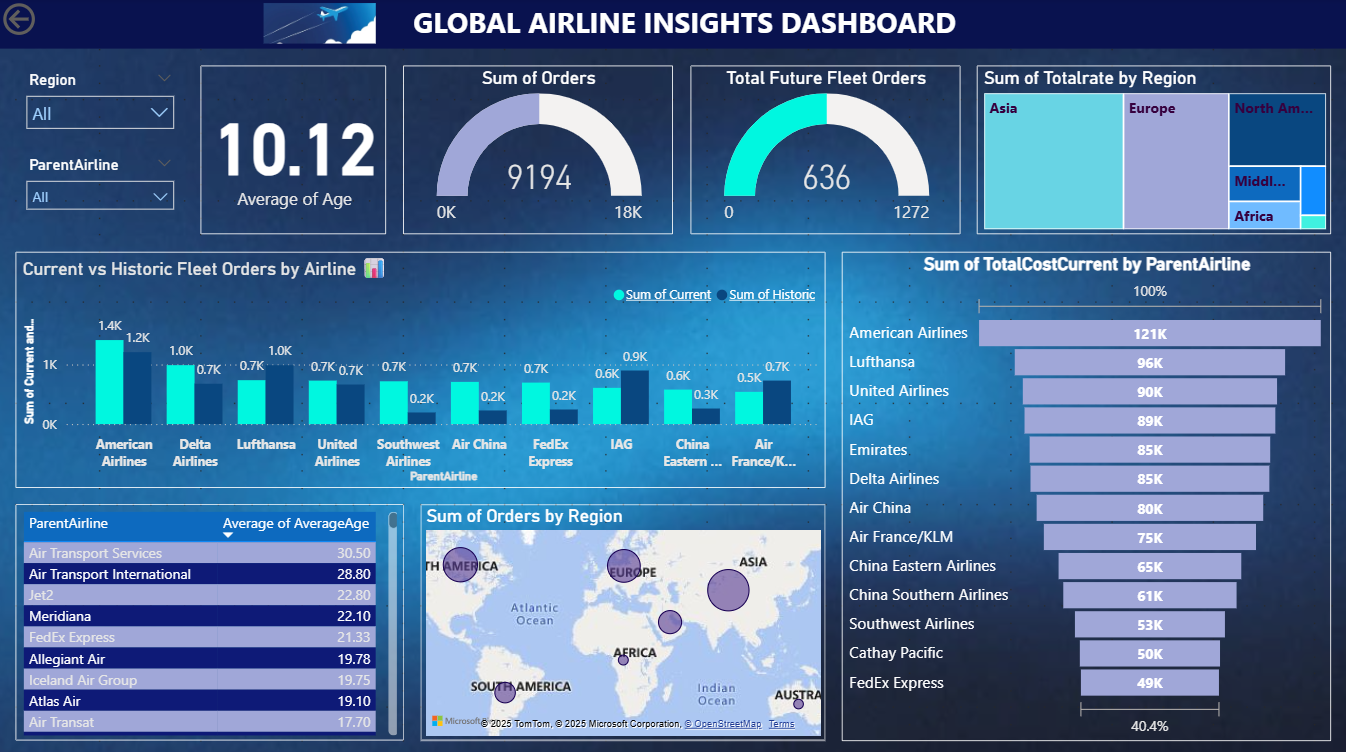 GLOBAL AIRLINE INSIGHTS DASHBOARD
Region
All
ParentAirline
All
10.12
Average of Age
Sum of Orders
9194
0K
18K
Total Future Fleet Orders
636
0
1272
Sum of Totalrate by Region
Asia
Europe
North Am...
Middl...
Africa
Current vs Historic Fleet Orders by Airline
Sum of Current
Sum of Historic
Sum of Current and...
1K
0K
1.4K
1.2K
1.0K
0.7K
0.7K
1.0K
0.7K
0.7K
0.7K
0.2K
0.7K
0.2K
0.7K
0.2K
0.6K
0.9K
0.6K
0.3K
0.5K
0.7K
American
Airlines
Delta
Airlines
Lufthansa
United
Airlines
Southwest
Airlines
Air China
FedEx
Express
IAG
China
Eastern ...
Air
France/K...
ParentAirline
Sum of TotalCostCurrent by ParentAirline
100%
American Airlines 121K
Lufthansa 96K
United Airlines 90K
IAG 89K
Emirates 85K
Delta Airlines 85K
Air China 80K
Air France/KLM 75K
China Eastern Airlines 65K
China Southern Airlines 61K
Southwest Airlines 53K
Cathay Pacific 50K
FedEx Express 49K
40.4%
ParentAirline Average of AverageAge
Air Transport Services 30.50
Air Transport International 28.80
Jet2 22.80
Meridiana 22.10
FedEx Express 21.33
Allegiant Air 19.78
Iceland Air Group 19.75
Atlas Air 19.10
Air Transat 17.70
Sum of Orders by Region
TH AMERICA
EUROPE
ASIA
Atlantic
Ocean
AFRICA
SOUTH AMERICA
Indian
Ocean
AUSTRA
Microsoft
© 2025 TomTom, © 2025 Microsoft Corporation, © OpenStreetMap Terms